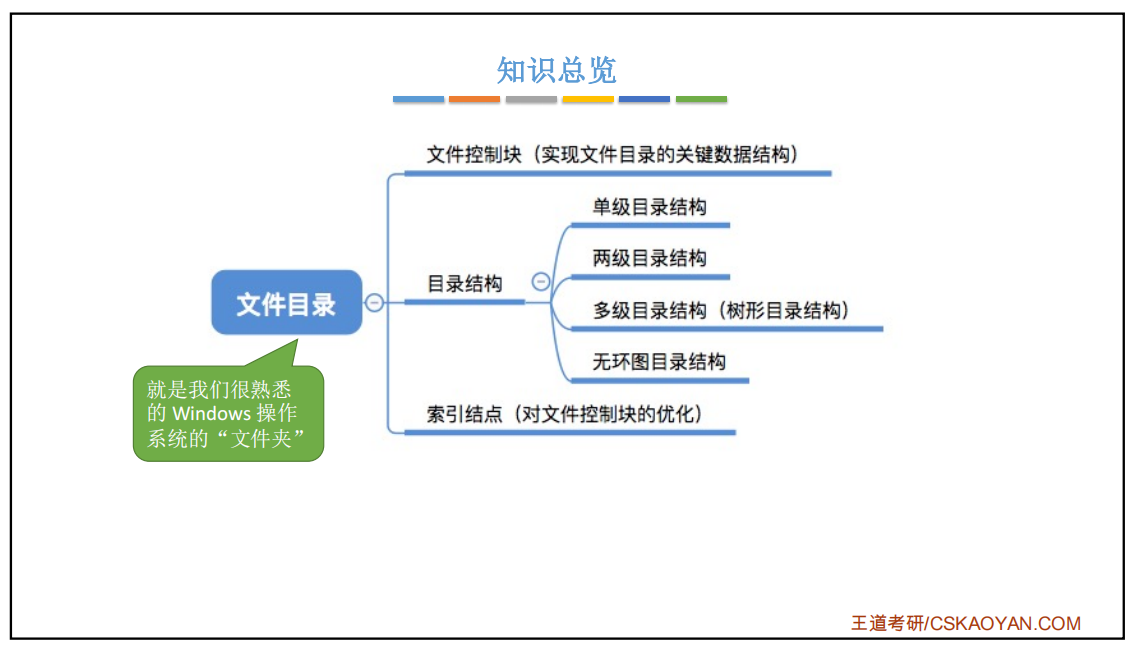 知识总览
文件控制块（实现文件目录的关键数据结构）
单级目录结构
两级目录结构
目录结构
多级目录结构（树形目录结构）
文件目录
无环图目录结构
就是我们很熟悉
的 Windows 操作
系统的“文件夹”
索引结点（对文件控制块的优化）
王道考研/CSKAOYAN.COM